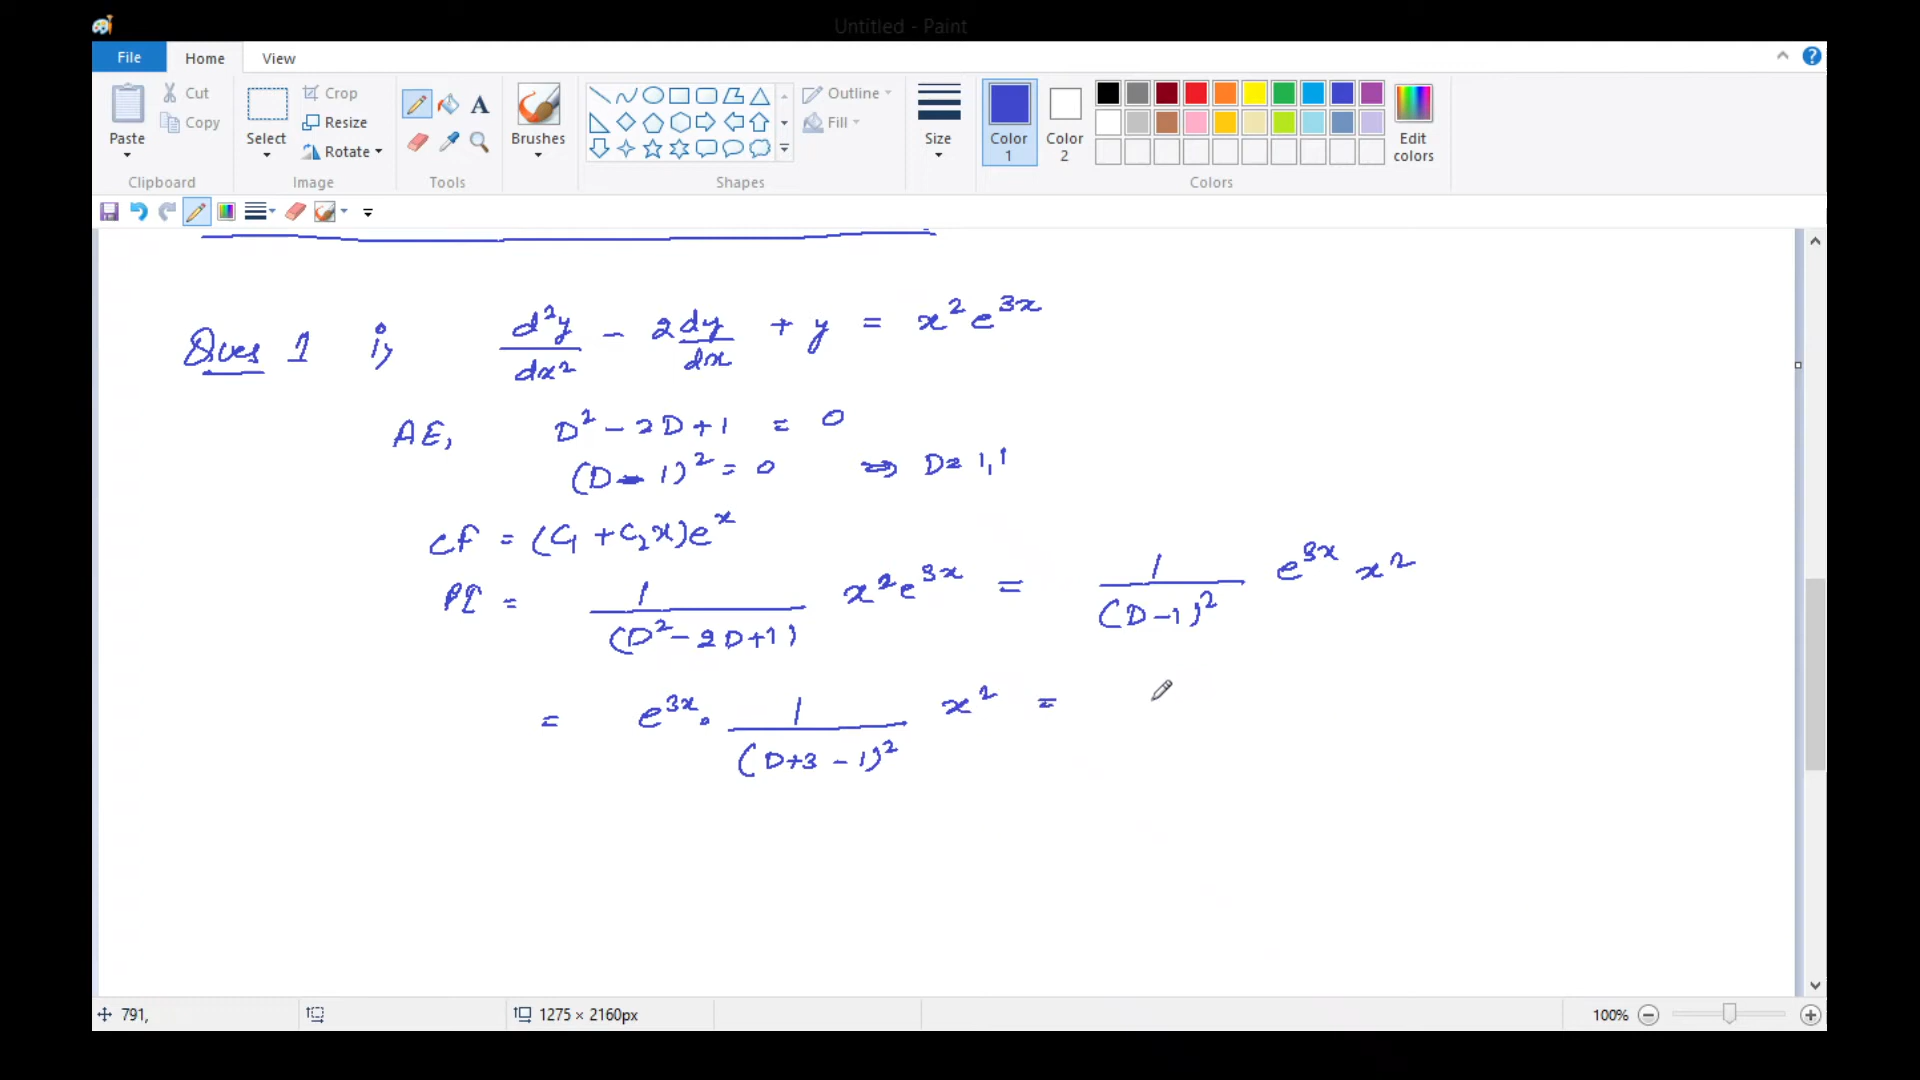 Untitled - Paint
File Home View
Paste Cut Copy Clipboard
Select Crop Resize Rotate Image
A Tools
Brushes
Outline Fill Shapes
Size
Color 1 Color 2 Edit colors Colors
Ques 1 i, d²y/dx² - 2dy/dx + y = x² e^3x
AE, D² - 2D + 1 = 0
(D - 1)² = 0 ⇒ D = 1,1
CF = (C₁ + C₂x)e^x
PI = 1/(D² - 2D + 1) x² e^3x = 1/(D - 1)² e^3x x²
= e^3x . 1/(D+3 - 1)² x² =
791, 1275 × 2160px 100%